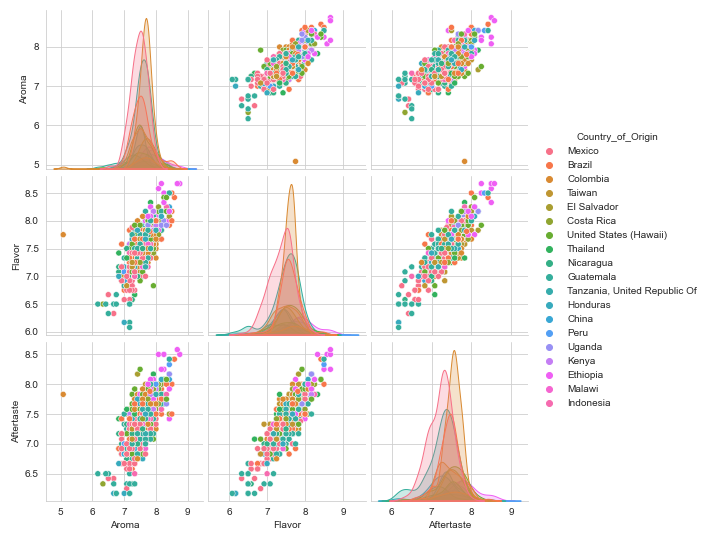 Aroma
8
7
6
5
Flavor
8.5
8.0
7.5
7.0
6.5
6.0
Aftertaste
8.5
8.0
7.5
7.0
6.5
5 6 7 8 9
Aroma
6 7 8 9
Flavor
6 7 8 9
Aftertaste
Country_of_Origin
Mexico
Brazil
Colombia
Taiwan
El Salvador
Costa Rica
United States (Hawaii)
Thailand
Nicaragua
Guatemala
Tanzania, United Republic Of
Honduras
China
Peru
Uganda
Kenya
Ethiopia
Malawi
Indonesia